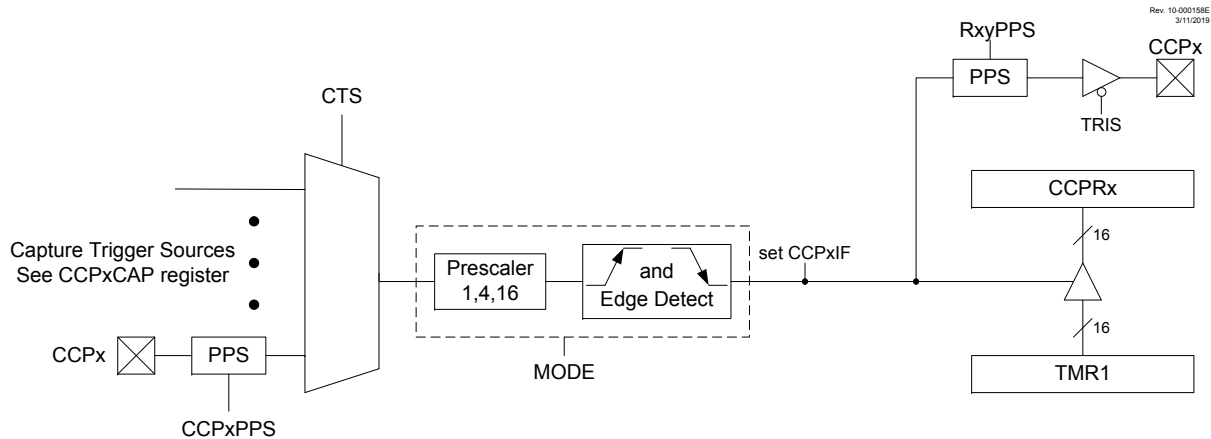 Rev. 10-000158E
3/11/2019
RxyPPS
CCPx
PPS
TRIS
CTS
CCPRx
16
Capture Trigger Sources
See CCPxCAP register
Prescaler
1,4,16
and
Edge Detect
set CCPxIF
16
CCPx
PPS
MODE
TMR1
CCPxPPS